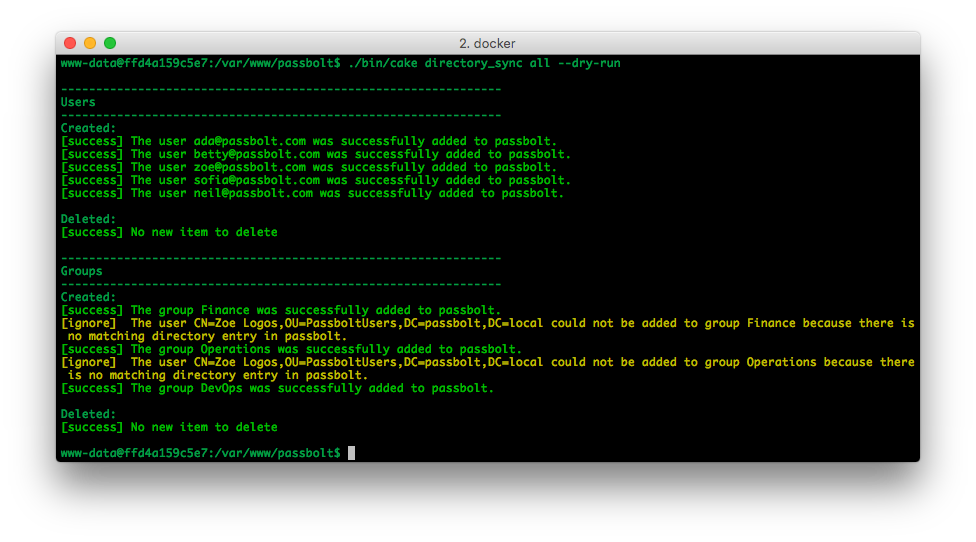 2. docker
www-data@ffd4a159c5e7:/var/www/passbolt$ ./bin/cake directory_sync all --dry-run
---------------------------------------------------------------
Users
---------------------------------------------------------------
Created:
[success] The user ada@passbolt.com was successfully added to passbolt.
[success] The user betty@passbolt.com was successfully added to passbolt.
[success] The user zoe@passbolt.com was successfully added to passbolt.
[success] The user sofia@passbolt.com was successfully added to passbolt.
[success] The user neil@passbolt.com was successfully added to passbolt.
Deleted:
[success] No new item to delete
---------------------------------------------------------------
Groups
---------------------------------------------------------------
Created:
[success] The group Finance was successfully added to passbolt.
[ignore]  The user CN=Zoe Logos,OU=PassboltUsers,DC=passbolt,DC=local could not be added to group Finance because there is
no matching directory entry in passbolt.
[success] The group Operations was successfully added to passbolt.
[ignore]  The user CN=Zoe Logos,OU=PassboltUsers,DC=passbolt,DC=local could not be added to group Operations because there
is no matching directory entry in passbolt.
[success] The group DevOps was successfully added to passbolt.
Deleted:
[success] No new item to delete
www-data@ffd4a159c5e7:/var/www/passbolt$